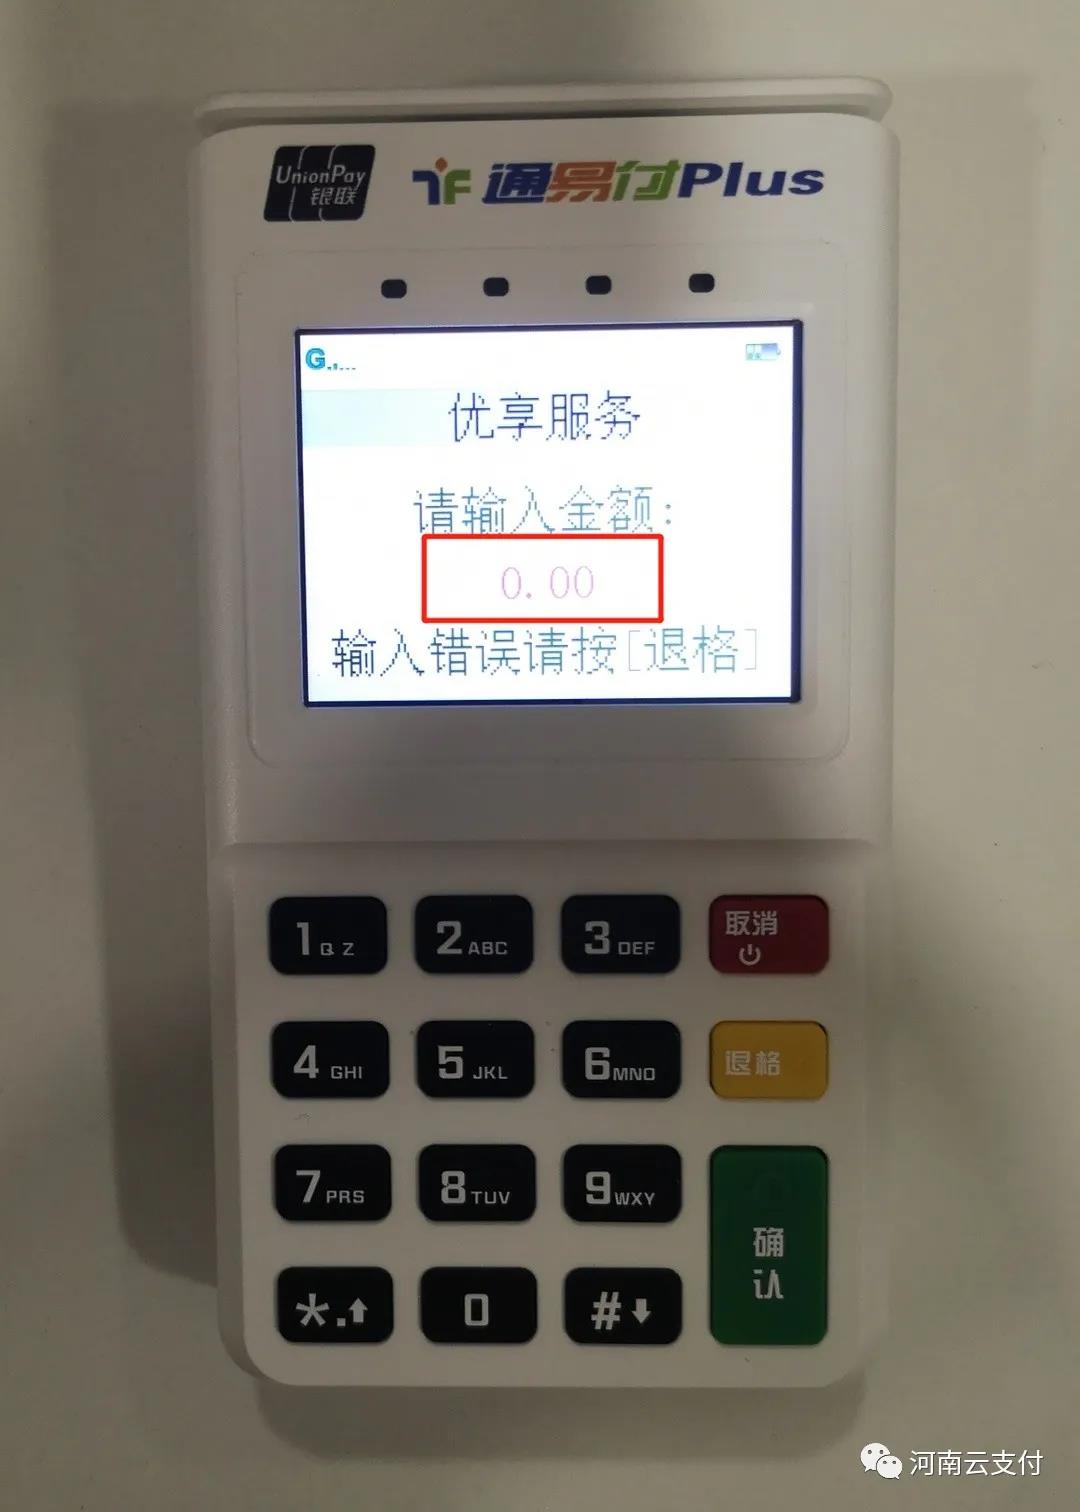 UnionPay
银联
通易付Plus
G
优享服务
请输入金额：
0.00
输入错误请按[退格]
1 Q Z
2 ABC
3 DEF
取消
4 GHI
5 JKL
6 MNO
退格
7 PRS
8 TUV
9 WXY
确认
*.
0
#
河南云支付